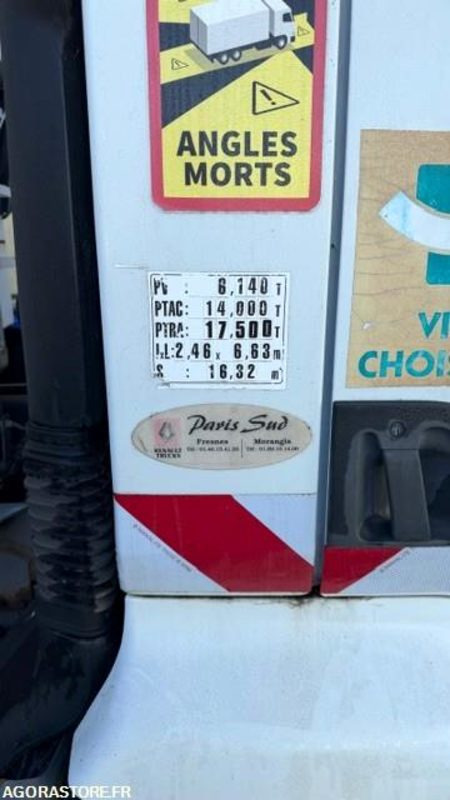 ANGLES
MORTS
PV : 6,140 T
PTAC: 14,000 T
PTRA: 17,500 T
LxL: 2,46 x 6,63 m
S : 16,32 m
VI
CHOIS
Paris Sud
Fresnes Morangis
RENAULT
TRUCKS
AGORASTORE.FR